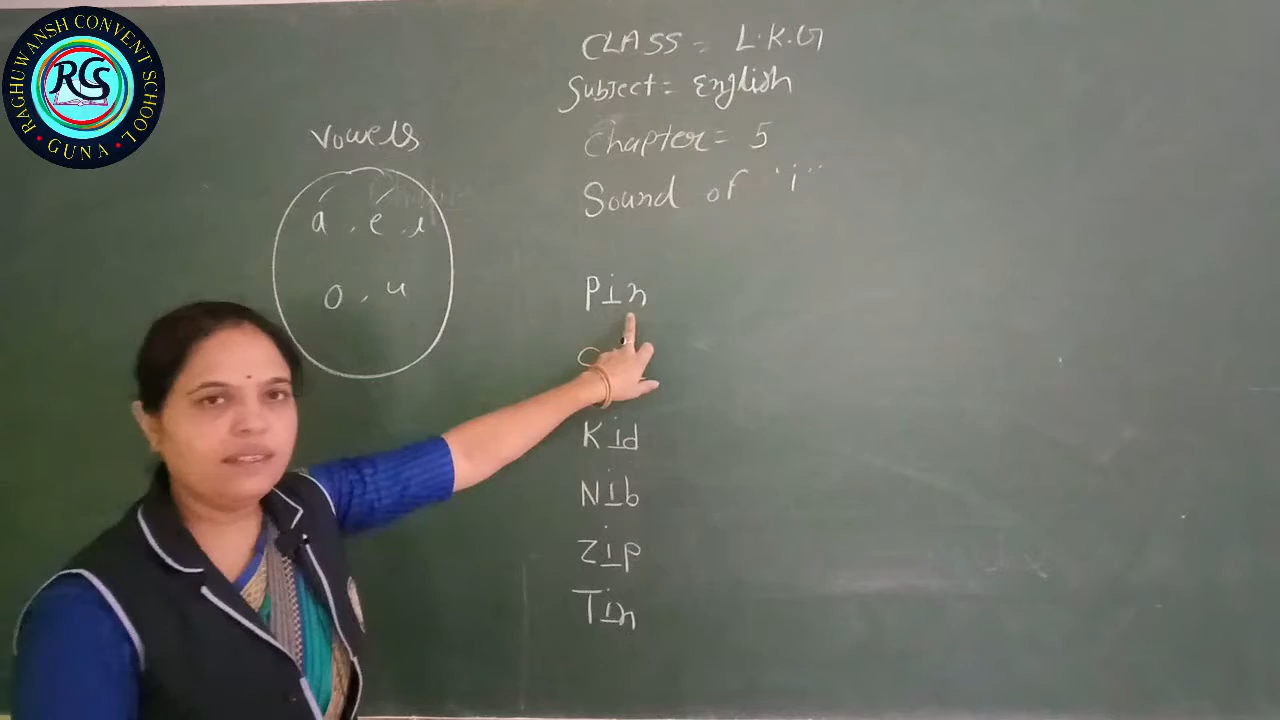 RAGHUWANSH CONVENT SCHOOL
RCS
GUNA
CLASS = L.K.G
Subject = English
Chapter = 5
Sound of "i"
Vowels
a , e , i
o , u
Pin
Kid
Nib
Zip
Tin